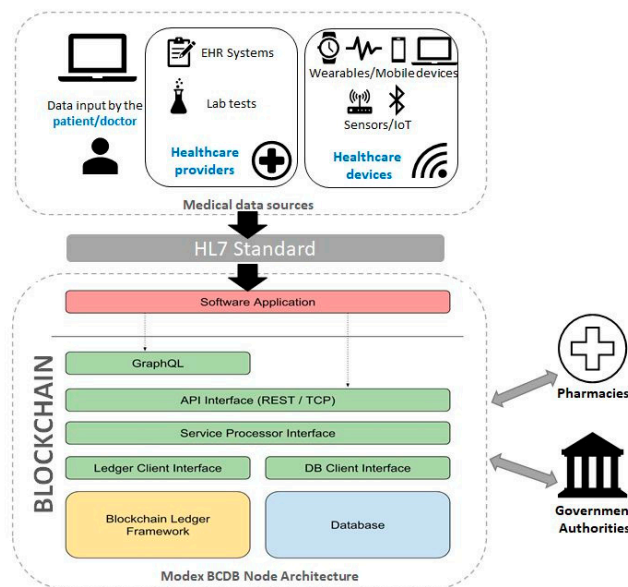 Data input by the
patient/doctor
EHR Systems
Lab tests
Healthcare
providers
Wearables/Mobile devices
Sensors/IoT
Healthcare
devices
Medical data sources
HL7 Standard
BLOCKCHAIN
Software Application
GraphQL
API Interface (REST / TCP)
Service Processor Interface
Ledger Client Interface
DB Client Interface
Blockchain Ledger
Framework
Database
Modex BCDB Node Architecture
Pharmacies
Government
Authorities